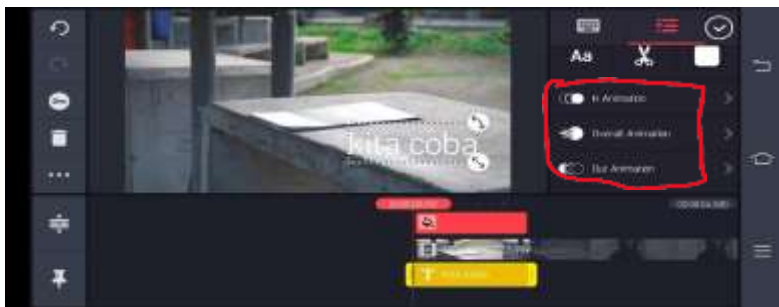 Aa
In Animation
Overall Animation
kita coba
Out Animation
T